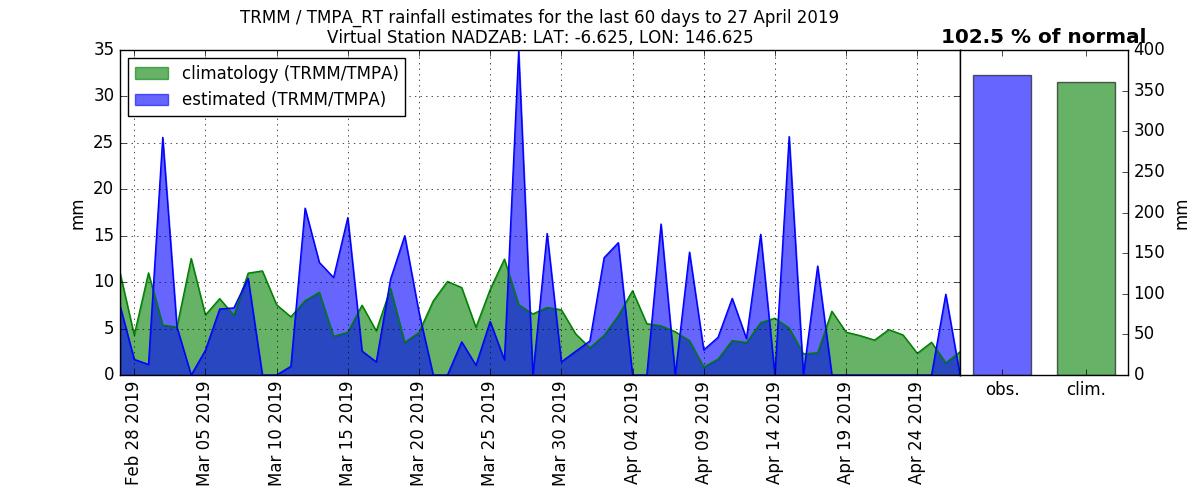 TRMM / TMPA_RT rainfall estimates for the last 60 days to 27 April 2019
Virtual Station NADZAB: LAT: -6.625, LON: 146.625
102.5 % of normal
climatology (TRMM/TMPA)
estimated (TRMM/TMPA)
35
30
25
20
15
10
5
0
mm
Feb 28 2019
Mar 05 2019
Mar 10 2019
Mar 15 2019
Mar 20 2019
Mar 25 2019
Mar 30 2019
Apr 04 2019
Apr 09 2019
Apr 14 2019
Apr 19 2019
Apr 24 2019
400
350
300
250
200
150
100
50
0
mm
obs.
clim.